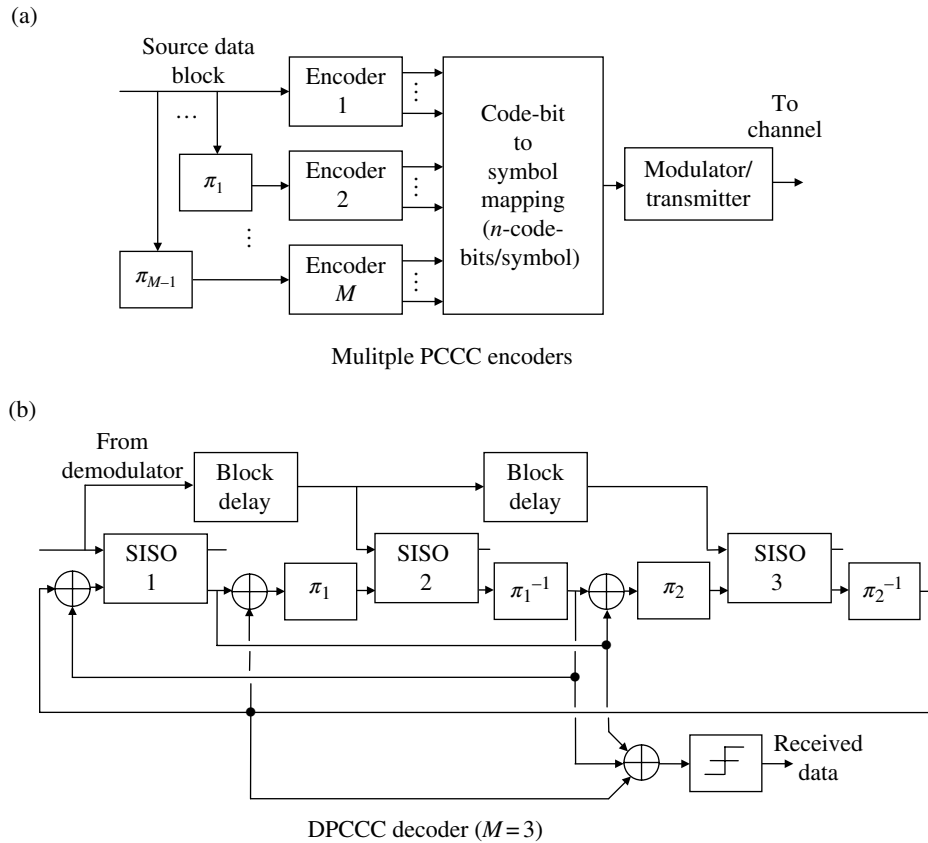 (a)
Source data
block
...
Encoder
1
⋮
Code-bit
to
symbol
mapping
(n-code-
bits/symbol)
To
channel
Modulator/
transmitter
π1
Encoder
2
⋮
⋮
πM–1
Encoder
M
⋮
Mulitple PCCC encoders
(b)
From
demodulator
Block
delay
Block
delay
SISO
1
π1
SISO
2
π1–1
π2
SISO
3
π2–1
Received
data
DPCCC decoder (M = 3)